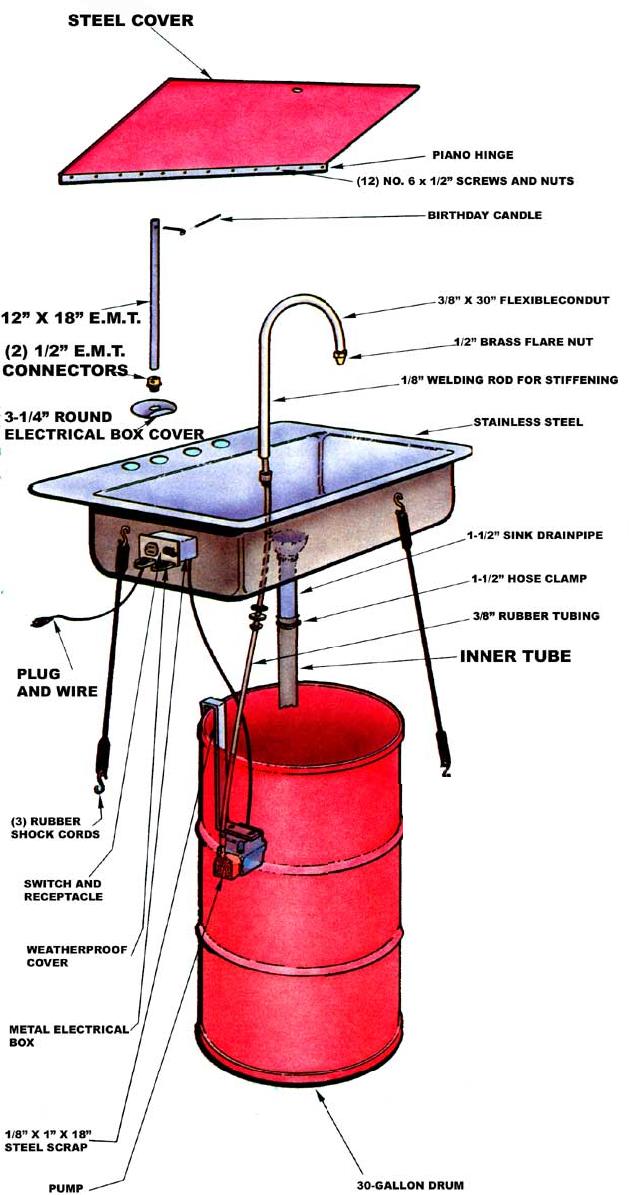 STEEL COVER
PIANO HINGE
(12) NO. 6 x 1/2" SCREWS AND NUTS
BIRTHDAY CANDLE
12" X 18" E.M.T.
3/8" X 30" FLEXIBLECONDUT
(2) 1/2" E.M.T.
CONNECTORS
1/2" BRASS FLARE NUT
1/8" WELDING ROD FOR STIFFENING
3-1/4" ROUND
ELECTRICAL BOX COVER
STAINLESS STEEL
1-1/2" SINK DRAINPIPE
1-1/2" HOSE CLAMP
3/8" RUBBER TUBING
INNER TUBE
PLUG
AND WIRE
(3) RUBBER
SHOCK CORDS
SWITCH AND
RECEPTACLE
WEATHERPROOF
COVER
METAL ELECTRICAL
BOX
1/8" X 1" X 18"
STEEL SCRAP
PUMP
30-GALLON DRUM